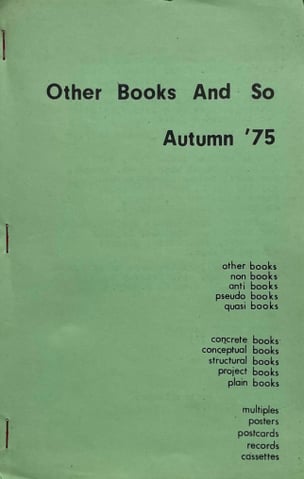 Other Books And So
Autumn '75
other books
non books
anti books
pseudo books
quasi books
concrete books
conceptual books
structural books
project books
plain books
multiples
posters
postcards
records
cassettes